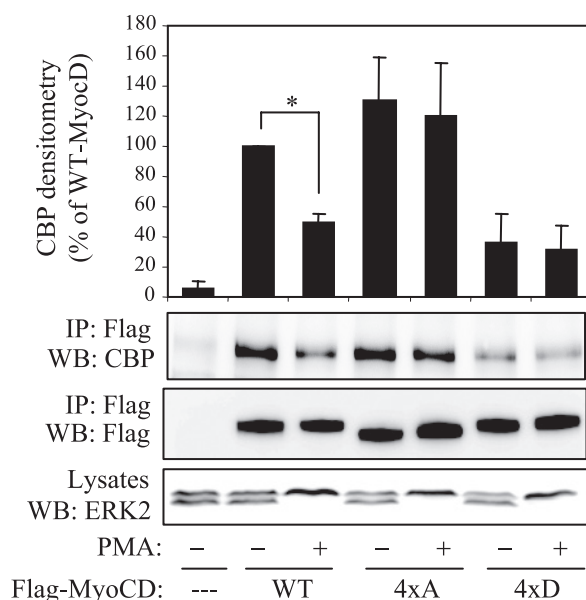 CBP densitometry
(% of WT-MyocD)
180
160
140
120
100
80
60
40
20
0
*
IP: Flag
WB: CBP
IP: Flag
WB: Flag
Lysates
WB: ERK2
PMA: – – + – + – +
Flag-MyoCD: --- WT 4xA 4xD